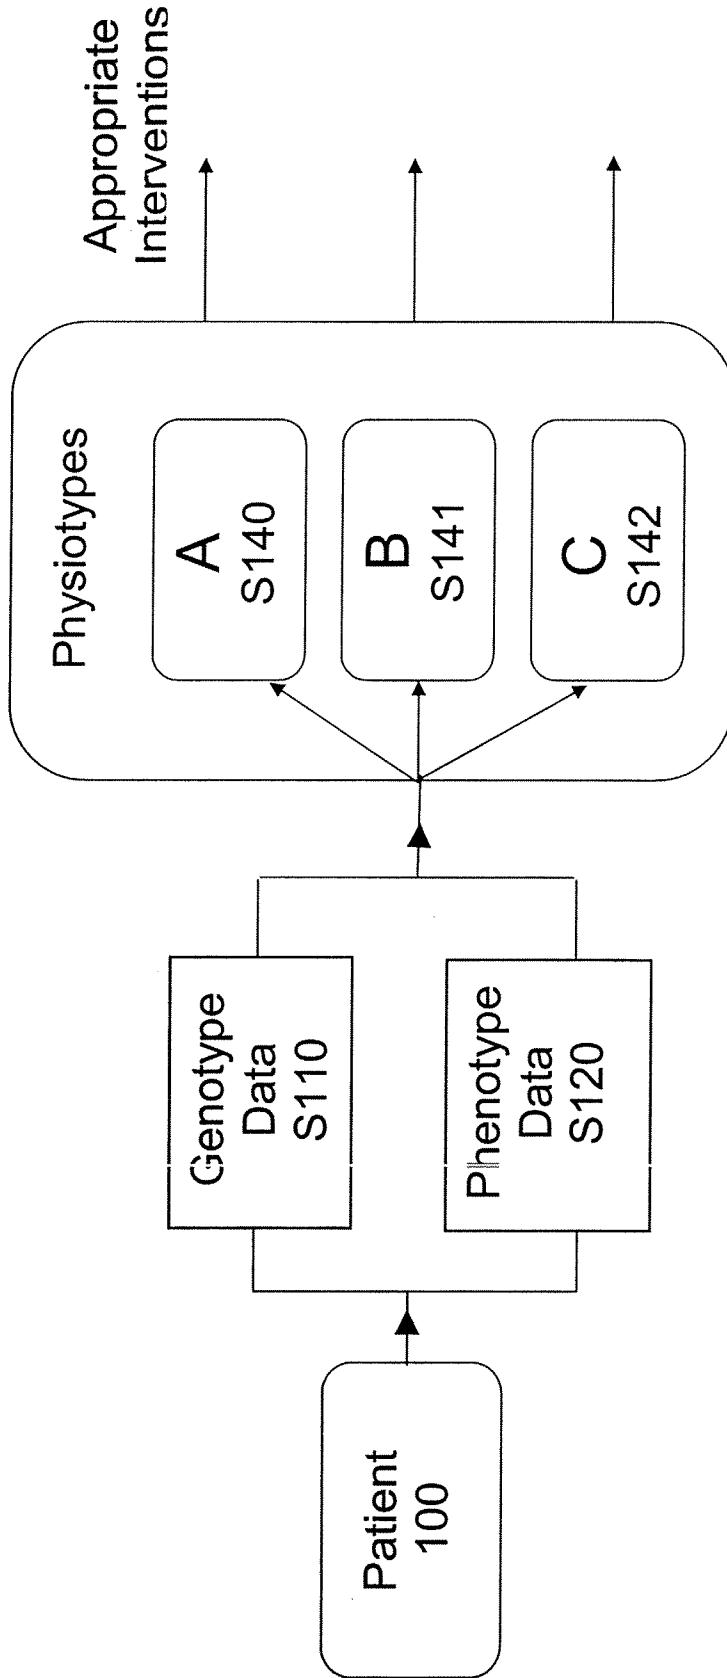 Patient
100
Genotype
Data
S110
Phenotype
Data
S120
Physiotypes
A
S140
B
S141
C
S142
Appropriate
Interventions